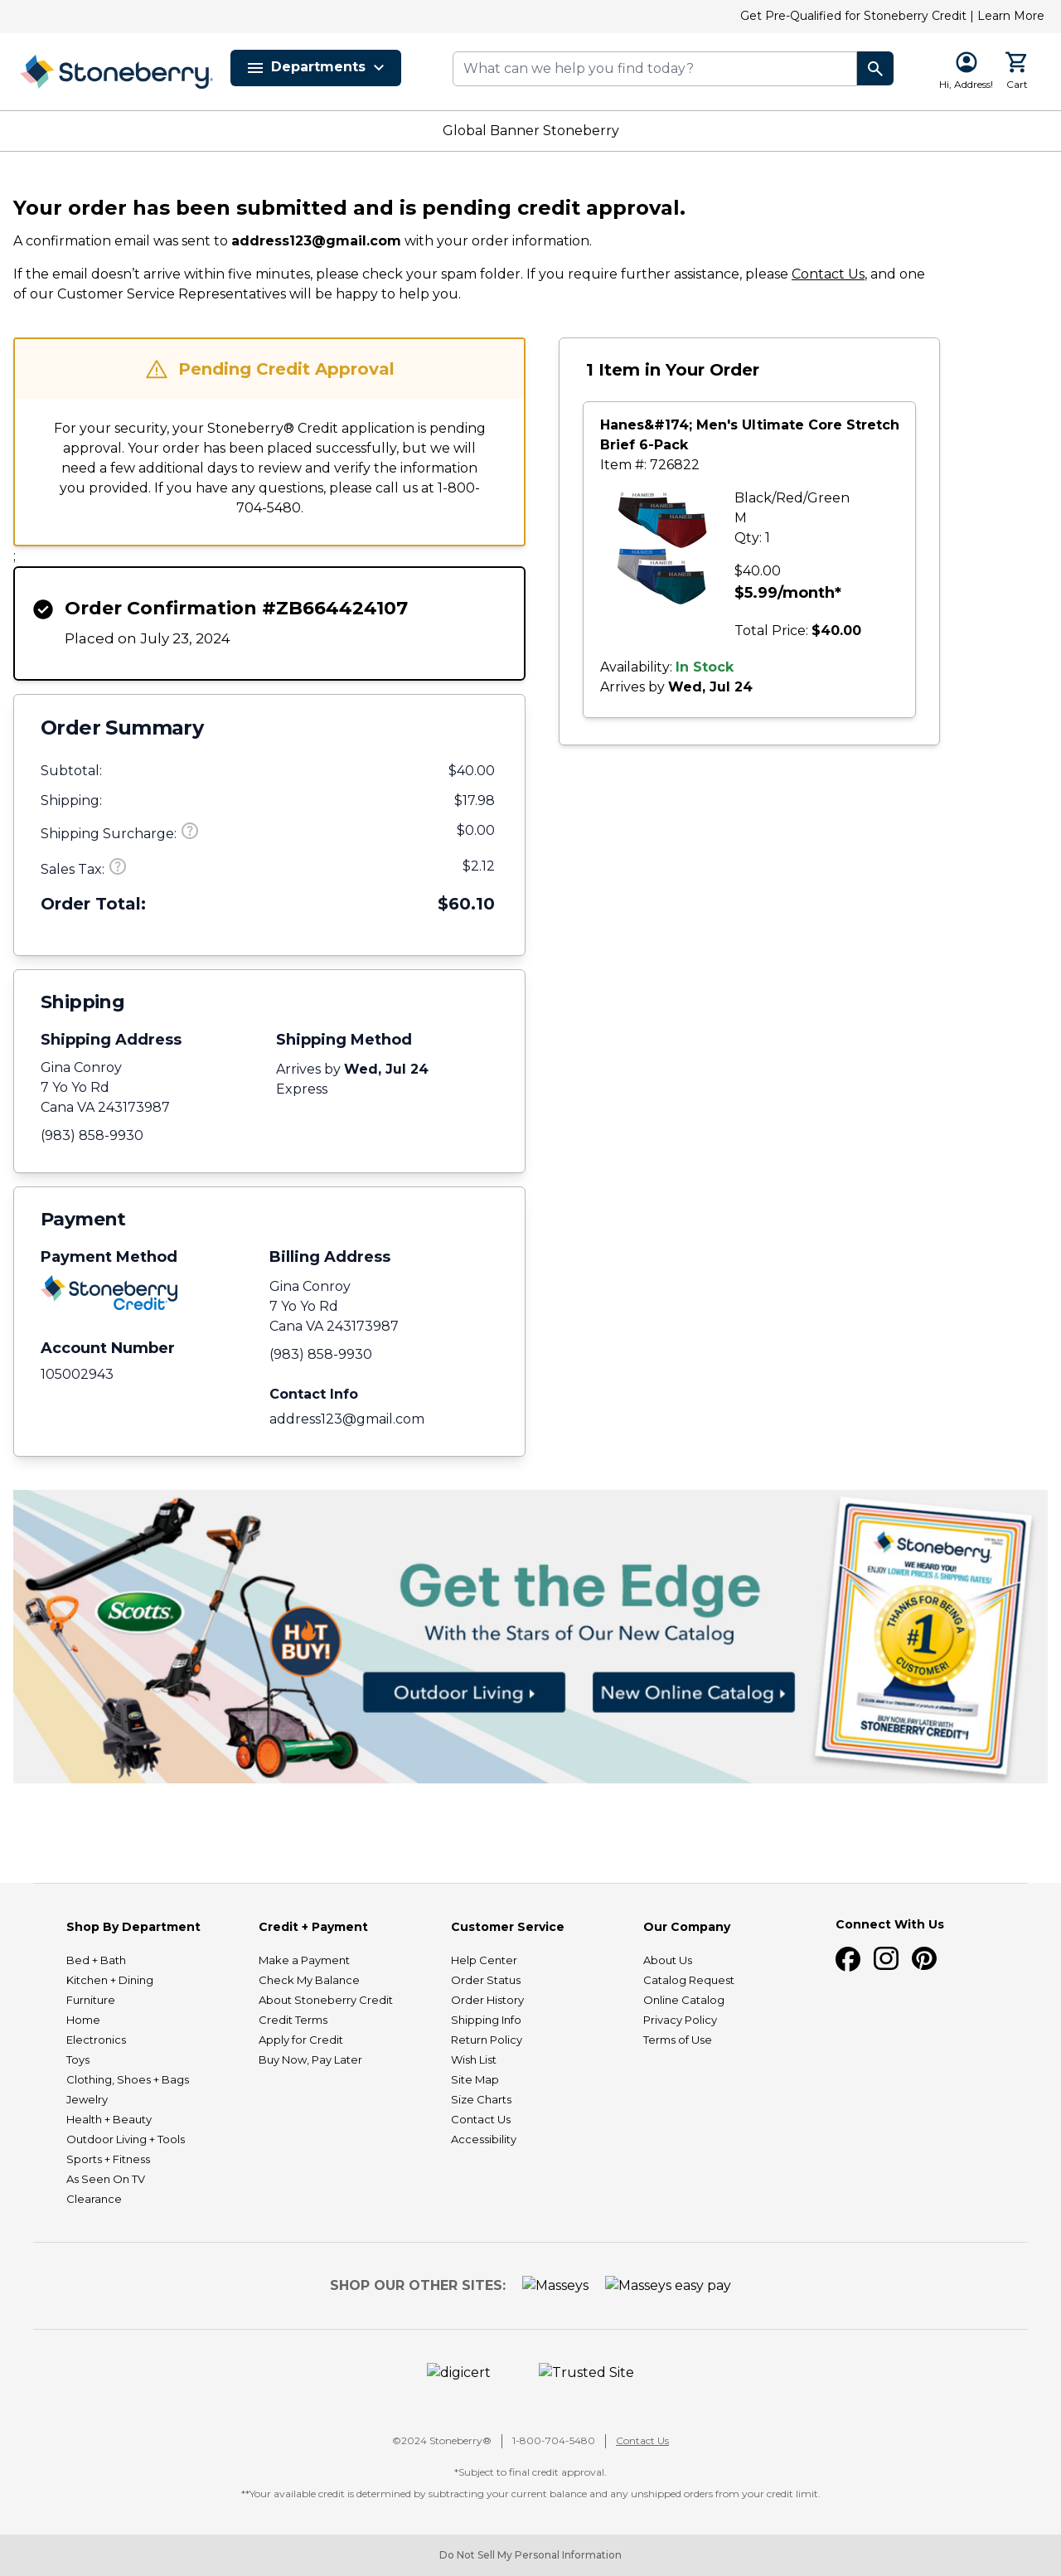 Get Pre-Qualified for Stoneberry Credit | Learn More
Stoneberry
Departments
What can we help you find today?
Hi, Address!
Cart
Global Banner Stoneberry
Your order has been submitted and is pending credit approval.
A confirmation email was sent to address123@gmail.com with your order information.
If the email doesn't arrive within five minutes, please check your spam folder. If you require further assistance, please Contact Us, and one
of our Customer Service Representatives will be happy to help you.
Pending Credit Approval
For your security, your Stoneberry® Credit application is pending
approval. Your order has been placed successfully, but we will
need a few additional days to review and verify the information
you provided. If you have any questions, please call us at 1-800-
704-5480.
;
Order Confirmation #ZB664424107
Placed on July 23, 2024
Order Summary
Subtotal: $40.00
Shipping: $17.98
Shipping Surcharge: ? $0.00
Sales Tax: ? $2.12
Order Total: $60.10
Shipping
Shipping Address
Gina Conroy
7 Yo Yo Rd
Cana VA 243173987
(983) 858-9930
Shipping Method
Arrives by Wed, Jul 24
Express
Payment
Payment Method
Stoneberry
Credit
Account Number
105002943
Billing Address
Gina Conroy
7 Yo Yo Rd
Cana VA 243173987
(983) 858-9930
Contact Info
address123@gmail.com
1 Item in Your Order
Hanes&#174; Men's Ultimate Core Stretch
Brief 6-Pack
Item #: 726822
HANES
HANES
HANES
HANES
HANES
HANES
Black/Red/Green
M
Qty: 1
$40.00
$5.99/month*
Total Price: $40.00
Availability: In Stock
Arrives by Wed, Jul 24
Scotts
HOT
BUY!
Get the Edge
With the Stars of Our New Catalog
Outdoor Living
New Online Catalog
Stoneberry
WE HEARD YOU!
ENJOY LOWER PRICES & SHIPPING RATES!
THANKS FOR BEING A
#1
CUSTOMER!
BUY NOW, PAY LATER WITH
STONEBERRY CREDIT!
Shop By Department
Bed + Bath
Kitchen + Dining
Furniture
Home
Electronics
Toys
Clothing, Shoes + Bags
Jewelry
Health + Beauty
Outdoor Living + Tools
Sports + Fitness
As Seen On TV
Clearance
Credit + Payment
Make a Payment
Check My Balance
About Stoneberry Credit
Credit Terms
Apply for Credit
Buy Now, Pay Later
Customer Service
Help Center
Order Status
Order History
Shipping Info
Return Policy
Wish List
Site Map
Size Charts
Contact Us
Accessibility
Our Company
About Us
Catalog Request
Online Catalog
Privacy Policy
Terms of Use
Connect With Us
SHOP OUR OTHER SITES:
Masseys
Masseys easy pay
digicert
Trusted Site
©2024 Stoneberry® | 1-800-704-5480 | Contact Us
*Subject to final credit approval.
**Your available credit is determined by subtracting your current balance and any unshipped orders from your credit limit.
Do Not Sell My Personal Information